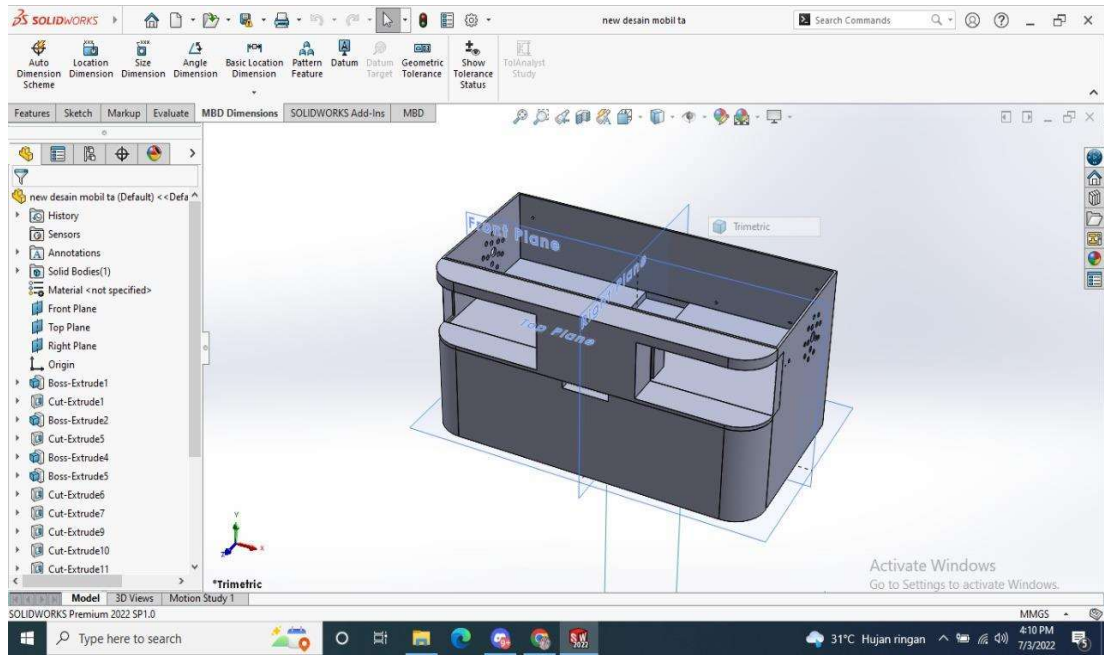 SOLIDWORKS
new desain mobil ta
Search Commands
Auto Dimension Scheme
Location Dimension
Size Dimension
Angle Dimension
Basic Location Dimension
Pattern Feature
Datum
Datum Target
Geometric Tolerance
Show Tolerance Status
TolAnalyst Study
Features
Sketch
Markup
Evaluate
MBD Dimensions
SOLIDWORKS Add-Ins
MBD
new desain mobil ta (Default) <<Defa
History
Sensors
Annotations
Solid Bodies(1)
Material <not specified>
Front Plane
Top Plane
Right Plane
Origin
Boss-Extrude1
Cut-Extrude1
Boss-Extrude2
Cut-Extrude5
Boss-Extrude4
Boss-Extrude5
Cut-Extrude6
Cut-Extrude7
Cut-Extrude9
Cut-Extrude10
Cut-Extrude11
Front Plane
Right Plane
Top Plane
Trimetric
Y
X
Z
*Trimetric
Activate Windows
Go to Settings to activate Windows.
Model
3D Views
Motion Study 1
SOLIDWORKS Premium 2022 SP1.0
MMGS
Type here to search
SW
2022
31°C Hujan ringan
4:10 PM
7/3/2022
5